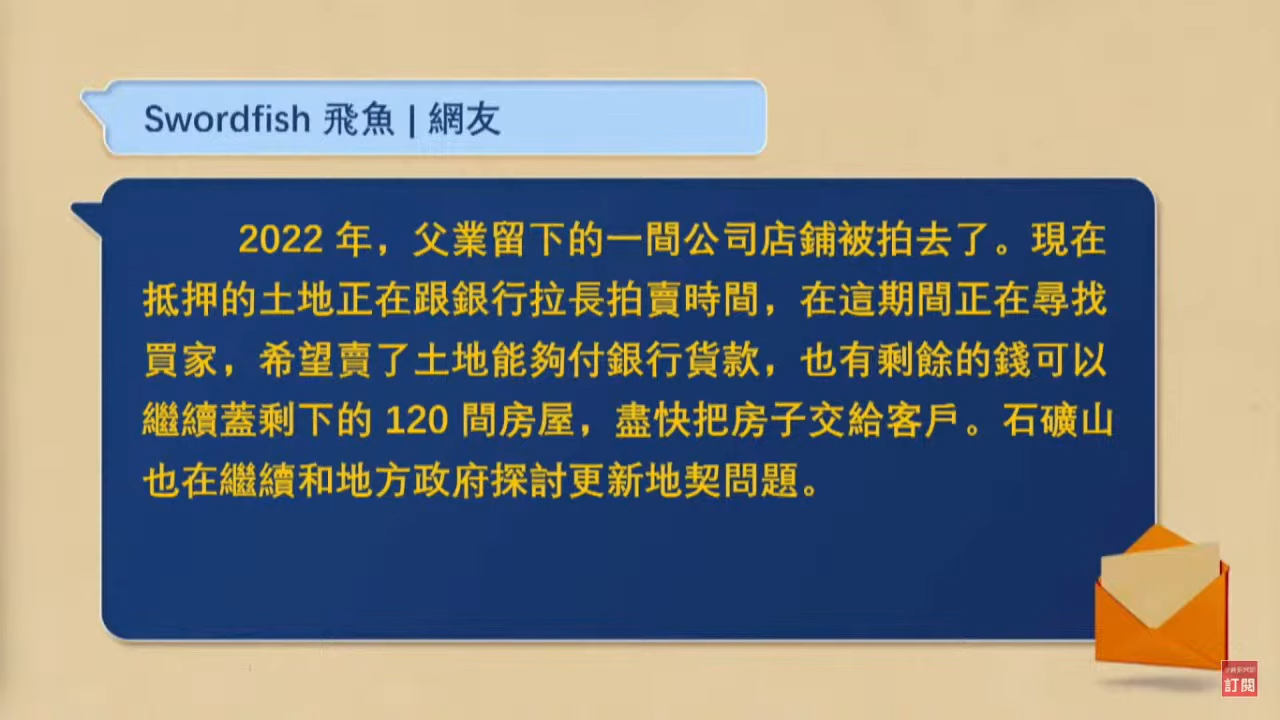 Swordfish 飛魚 | 網友
2022 年，父業留下的一間公司店鋪被拍去了。現在
抵押的土地正在跟銀行拉長拍賣時間，在這期間正在尋找
買家，希望賣了土地能夠付銀行貨款，也有剩餘的錢可以
繼續蓋剩下的 120 間房屋，盡快把房子交給客戶。石礦山
也在繼續和地方政府探討更新地契問題。
訂閱